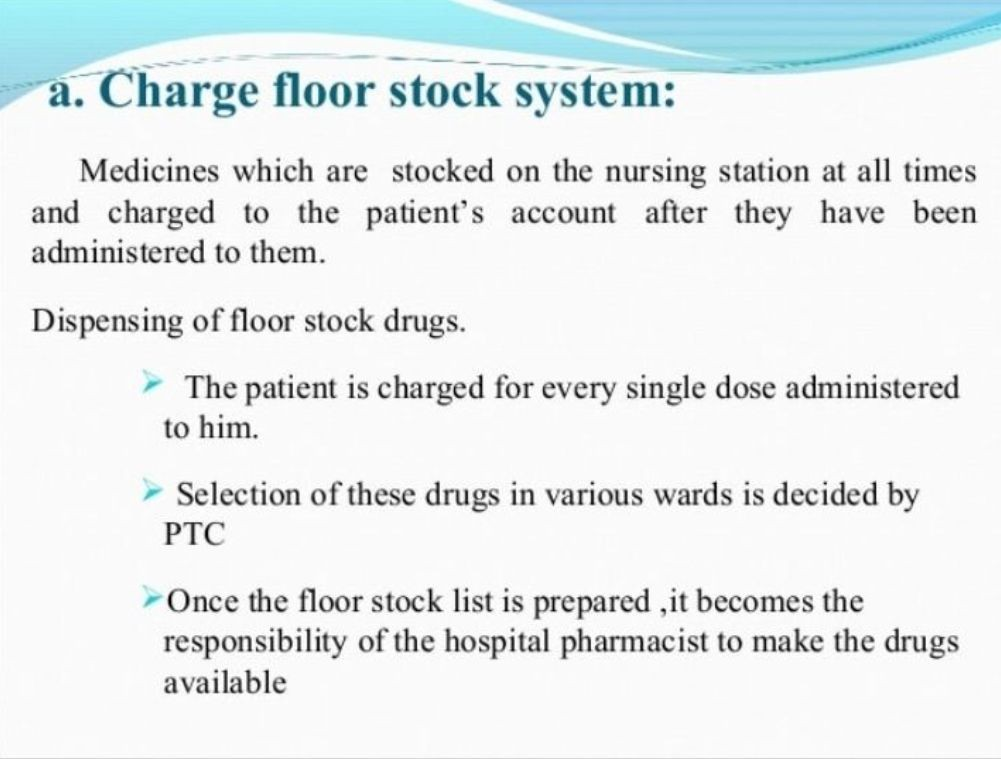 a. Charge floor stock system:
Medicines which are stocked on the nursing station at all times
and charged to the patient's account after they have been
administered to them.
Dispensing of floor stock drugs.
➢ The patient is charged for every single dose administered
to him.
➢ Selection of these drugs in various wards is decided by
PTC
➢Once the floor stock list is prepared ,it becomes the
responsibility of the hospital pharmacist to make the drugs
available